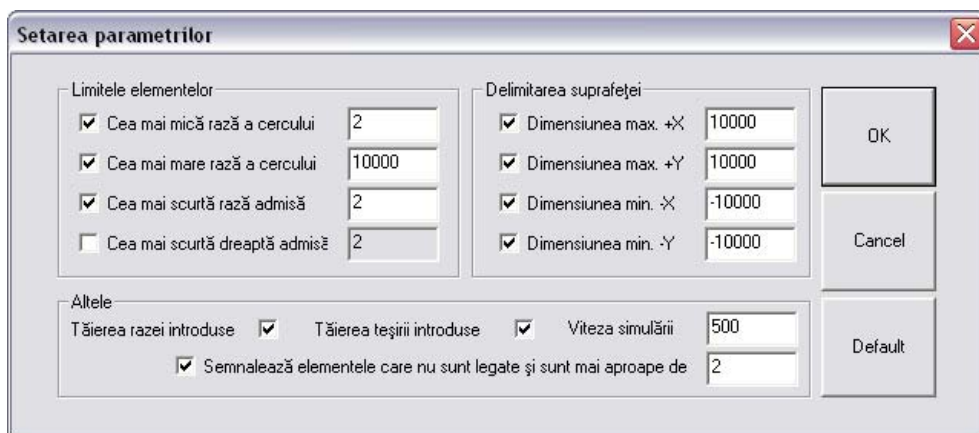 Setarea parametrilor
Limitele elementelor
Cea mai mică rază a cercului 2
Cea mai mare rază a cercului 10000
Cea mai scurtă rază admisă 2
Cea mai scurtă dreaptă admisă 2
Delimitarea suprafeţei
Dimensiunea max. +X 10000
Dimensiunea max. +Y 10000
Dimensiunea min. -X -10000
Dimensiunea min. -Y -10000
OK
Cancel
Default
Altele
Tăierea razei introduse Tăierea teşirii introduse Viteza simulării 500
Semnalează elementele care nu sunt legate şi sunt mai aproape de 2